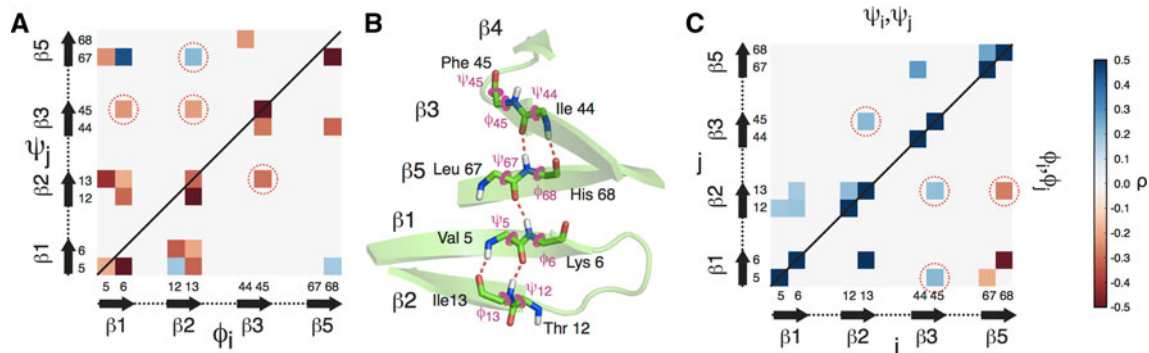 A
β5
68
67
β3
45
44
ψj
β2
13
12
β1
6
5
5 6 12 13 44 45 67 68
β1 β2 β3 β5
ϕi
B
β4
Phe 45
ψ45
ψ44
β3
Ile 44
ϕ45
β5
ψ67
Leu 67
ϕ68
His 68
β1
ψ5
Val 5
ϕ6
Lys 6
β2
ψ12
Ile13
ϕ13
Thr 12
C
ψi,ψj
β5
68
67
β3
45
44
j
β2
13
12
β1
6
5
5 6 12 13 44 45 67 68
β1 β2 β3 β5
i
ϕi,ϕj
0.5
0.4
0.3
0.2
0.1
0.0
-0.1
-0.2
-0.3
-0.4
-0.5
ρ